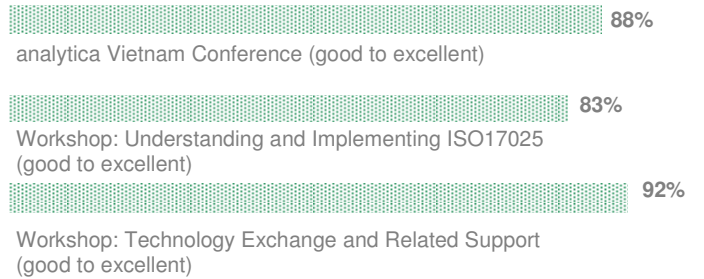 88%
analytica Vietnam Conference (good to excellent)
83%
Workshop: Understanding and Implementing ISO17025
(good to excellent)
92%
Workshop: Technology Exchange and Related Support
(good to excellent)